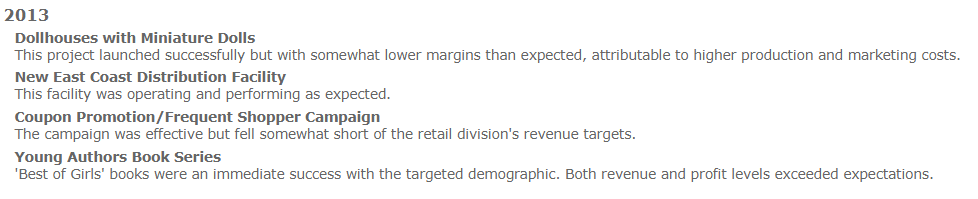 2013
Dollhouses with Miniature Dolls
This project launched successfully but with somewhat lower margins than expected, attributable to higher production and marketing costs.
New East Coast Distribution Facility
This facility was operating and performing as expected.
Coupon Promotion/Frequent Shopper Campaign
The campaign was effective but fell somewhat short of the retail division's revenue targets.
Young Authors Book Series
'Best of Girls' books were an immediate success with the targeted demographic. Both revenue and profit levels exceeded expectations.